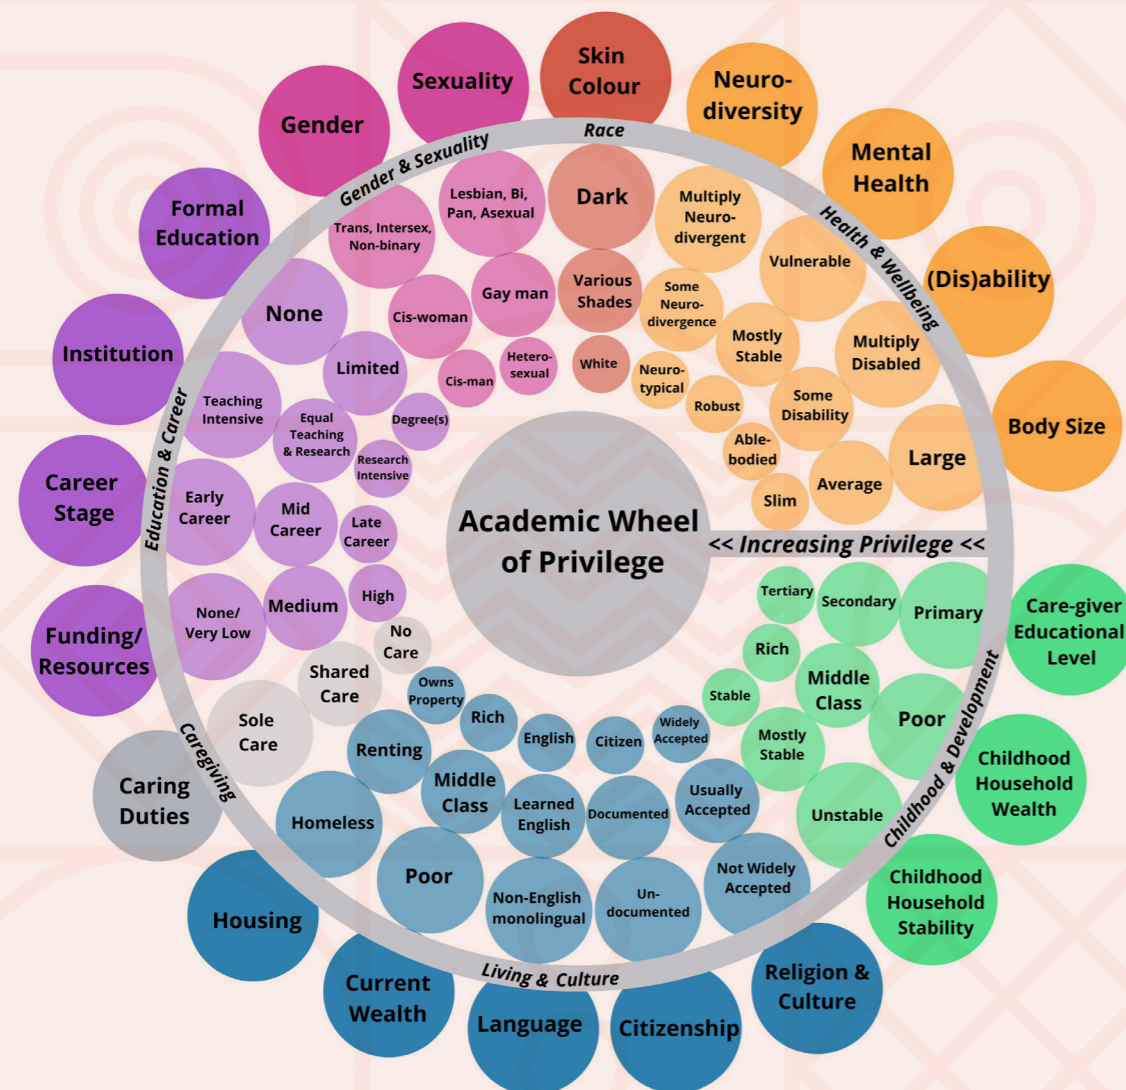 Academic Wheel
of Privilege
<< Increasing Privilege <<
Race
Skin
Colour
Dark
Various
Shades
White
Health & Wellbeing
Neuro-
diversity
Multiply
Neuro-
divergent
Some
Neuro-
divergence
Neuro-
typical
Mental
Health
Vulnerable
Mostly
Stable
Robust
(Dis)ability
Multiply
Disabled
Some
Disability
Able-
bodied
Body Size
Large
Average
Slim
Childhood & Development
Care-giver
Educational
Level
Primary
Secondary
Tertiary
Childhood
Household
Wealth
Poor
Middle
Class
Rich
Childhood
Household
Stability
Unstable
Mostly
Stable
Stable
Living & Culture
Religion &
Culture
Not Widely
Accepted
Usually
Accepted
Widely
Accepted
Citizenship
Un-
documented
Documented
Citizen
Language
Non-English
monolingual
Learned
English
English
Current
Wealth
Poor
Middle
Class
Rich
Housing
Homeless
Renting
Owns
Property
Caregiving
Caring
Duties
Sole
Care
Shared
Care
No
Care
Education & Career
Funding/
Resources
None/
Very Low
Medium
High
Career
Stage
Early
Career
Mid
Career
Late
Career
Institution
Teaching
Intensive
Equal
Teaching
& Research
Research
Intensive
Formal
Education
None
Limited
Degree(s)
Gender & Sexuality
Gender
Trans, Intersex,
Non-binary
Cis-woman
Cis-man
Sexuality
Lesbian, Bi,
Pan, Asexual
Gay man
Hetero-
sexual